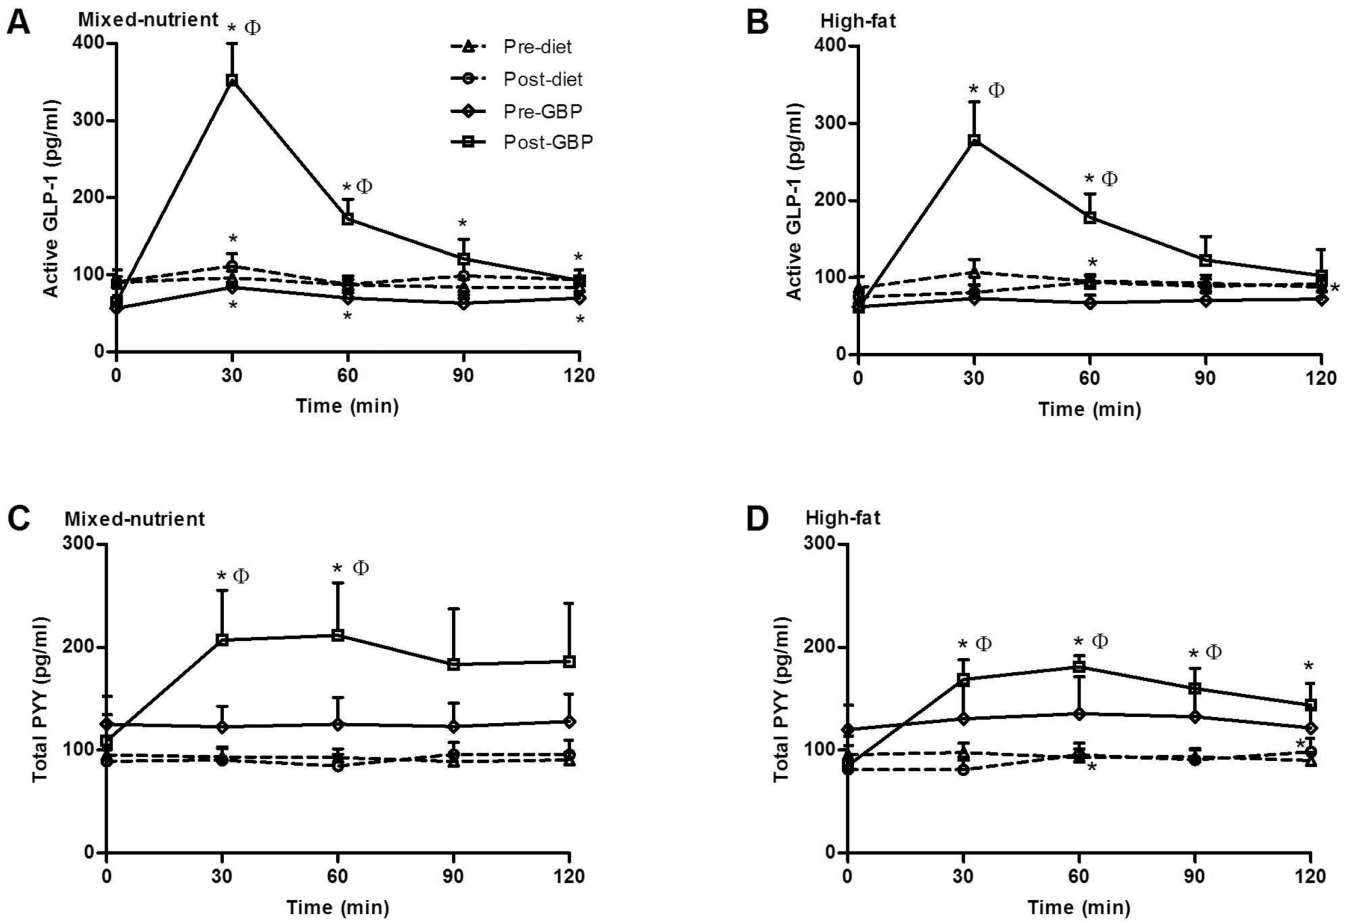 A
Mixed-nutrient
* Φ
400
300
200
100
0
Active GLP-1 (pg/ml)
* Φ
*
*
*
*
*
*
0 30 60 90 120
Time (min)
Pre-diet
Post-diet
Pre-GBP
Post-GBP
B
High-fat
400
300
200
100
0
Active GLP-1 (pg/ml)
* Φ
* Φ
*
*
0 30 60 90 120
Time (min)
C
Mixed-nutrient
300
200
100
0
Total PYY (pg/ml)
* Φ
* Φ
0 30 60 90 120
Time (min)
D
High-fat
300
200
100
0
Total PYY (pg/ml)
* Φ
* Φ
* Φ
*
*
*
0 30 60 90 120
Time (min)